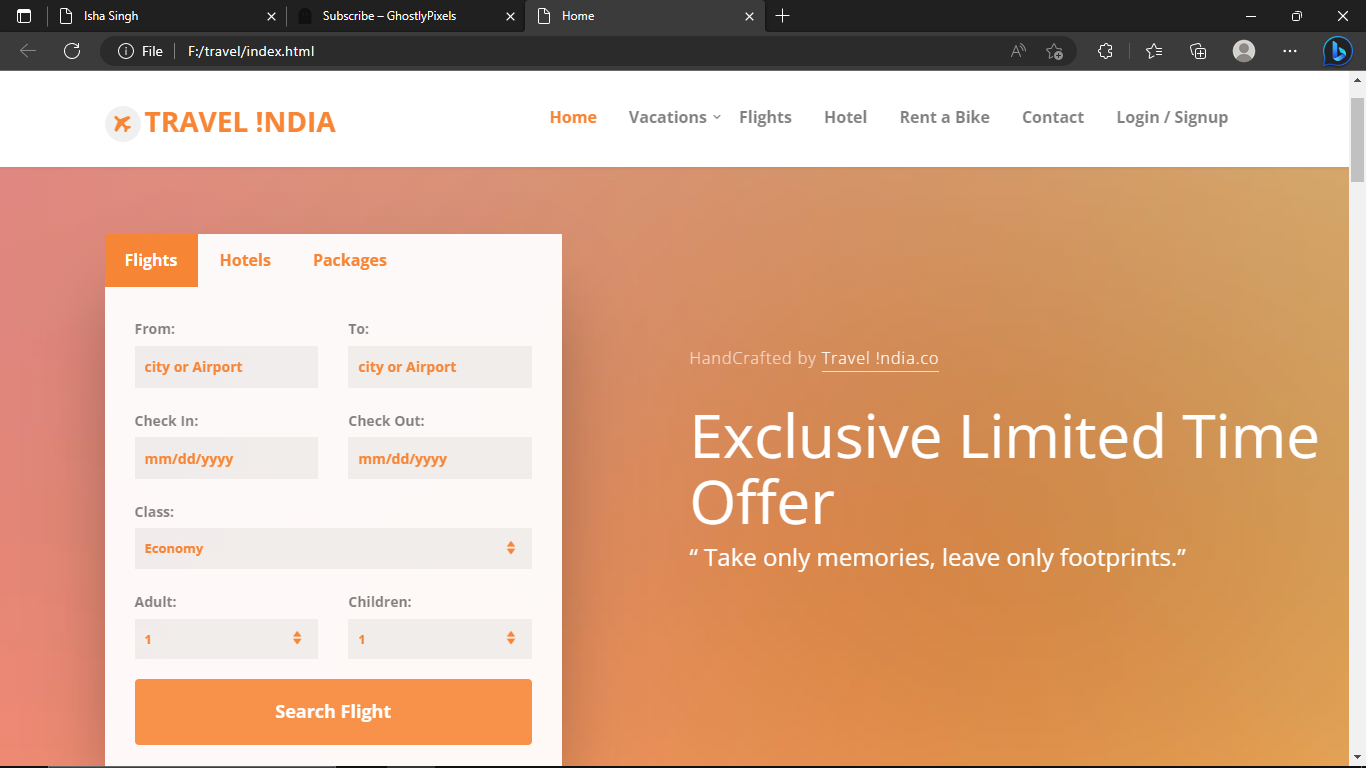 Isha Singh
Subscribe – GhostlyPixels
Home
File
F:/travel/index.html
TRAVEL !NDIA
Home
Vacations
Flights
Hotel
Rent a Bike
Contact
Login / Signup
Flights
Hotels
Packages
From:
To:
city or Airport
city or Airport
Check In:
Check Out:
mm/dd/yyyy
mm/dd/yyyy
Class:
Economy
Adult:
Children:
1
1
Search Flight
HandCrafted by Travel !ndia.co
Exclusive Limited Time
Offer
“ Take only memories, leave only footprints.”